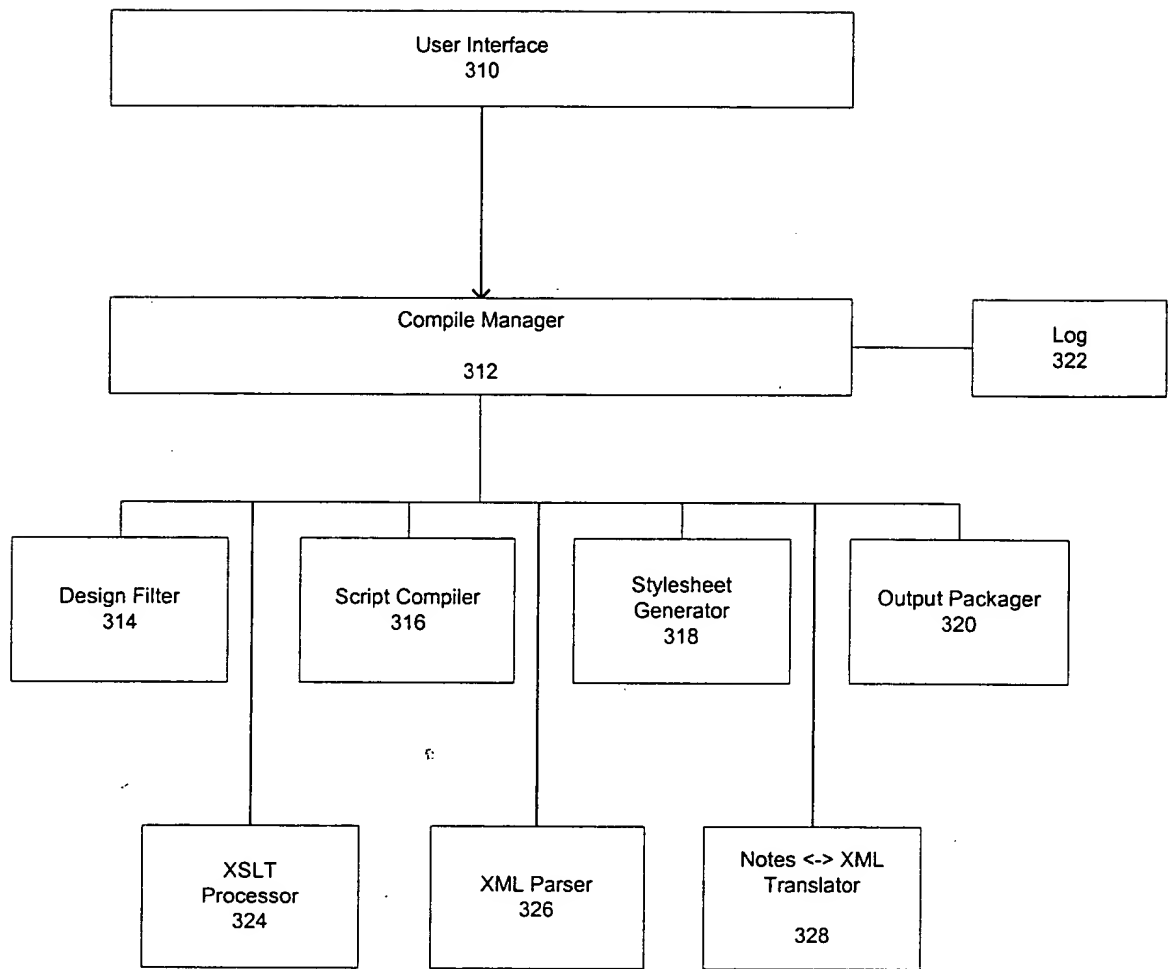 User Interface
310
Compile Manager
312
Log
322
Design Filter
314
Script Compiler
316
Stylesheet
Generator
318
Output Packager
320
XSLT
Processor
324
XML Parser
326
Notes <-> XML
Translator
328